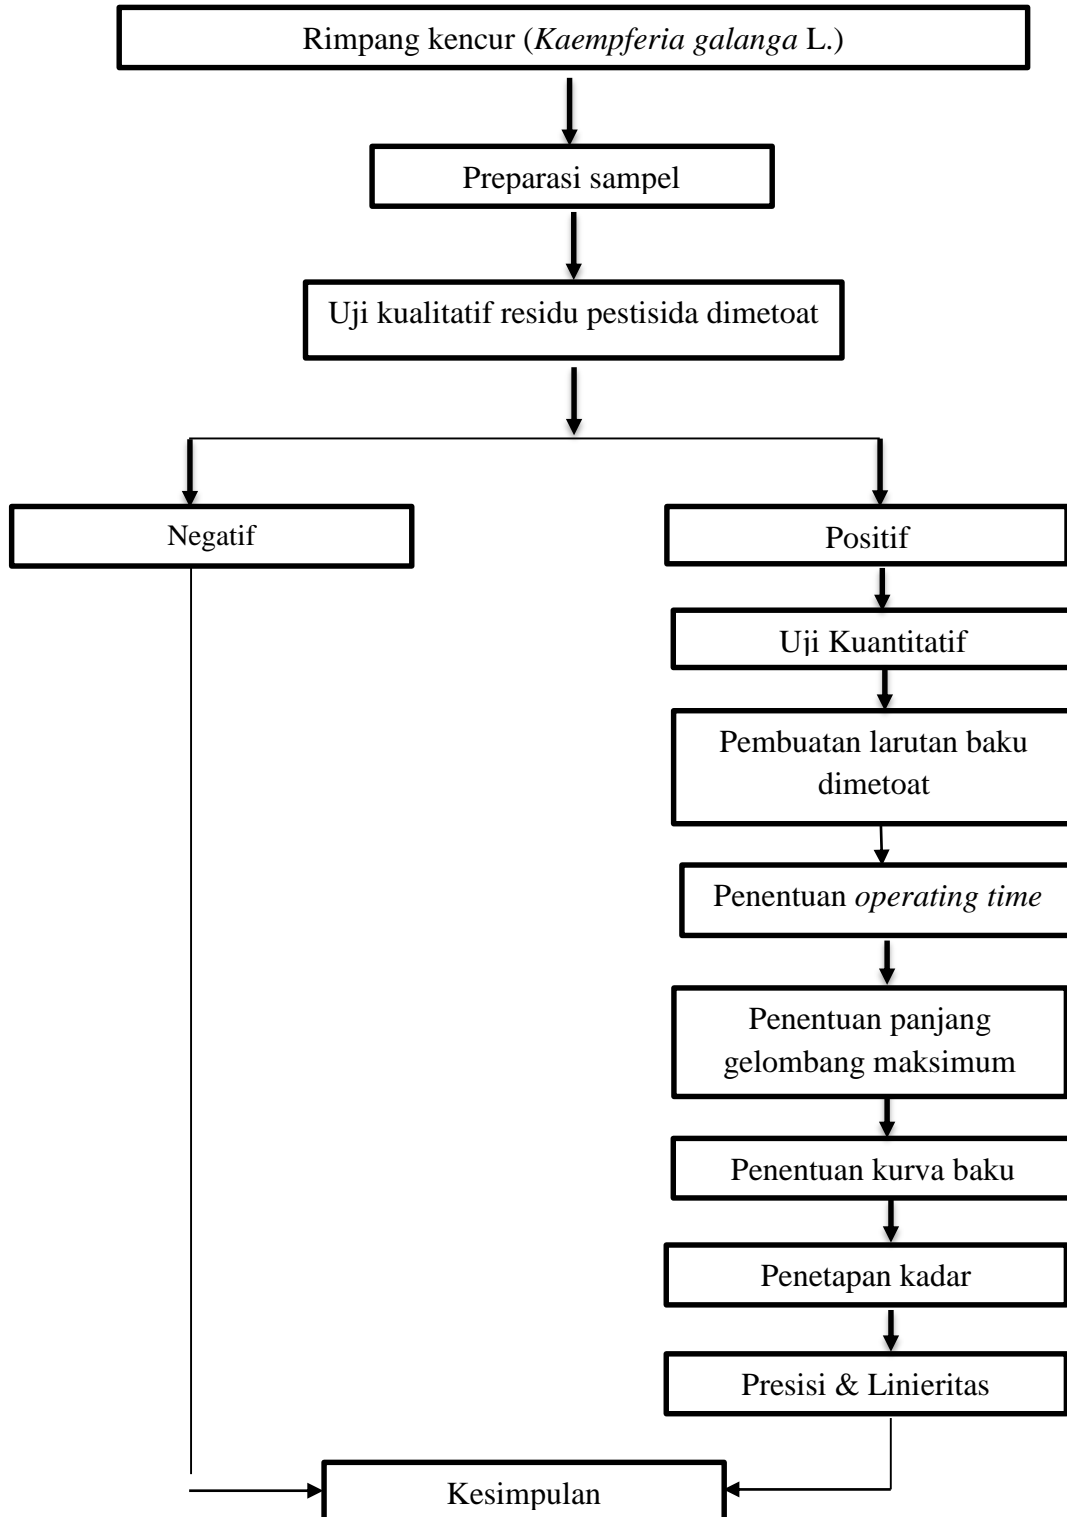 Rimpang kencur (Kaempferia galanga L.)
Preparasi sampel
Uji kualitatif residu pestisida dimetoat
Negatif
Positif
Uji Kuantitatif
Pembuatan larutan baku
dimetoat
Penentuan operating time
Penentuan panjang
gelombang maksimum
Penentuan kurva baku
Penetapan kadar
Presisi & Linieritas
Kesimpulan